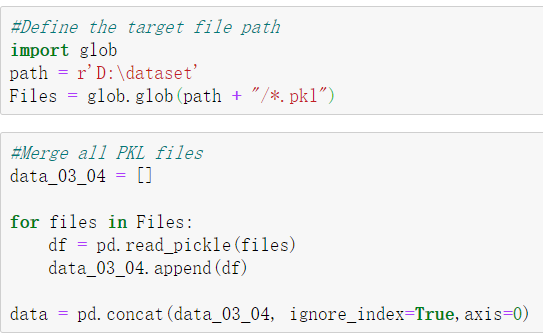 #Define the target file path
import glob
path = r'D:\dataset'
Files = glob.glob(path + "/*.pkl")
#Merge all PKL files
data_03_04 = []
for files in Files:
    df = pd.read_pickle(files)
    data_03_04.append(df)
data = pd.concat(data_03_04, ignore_index=True,axis=0)